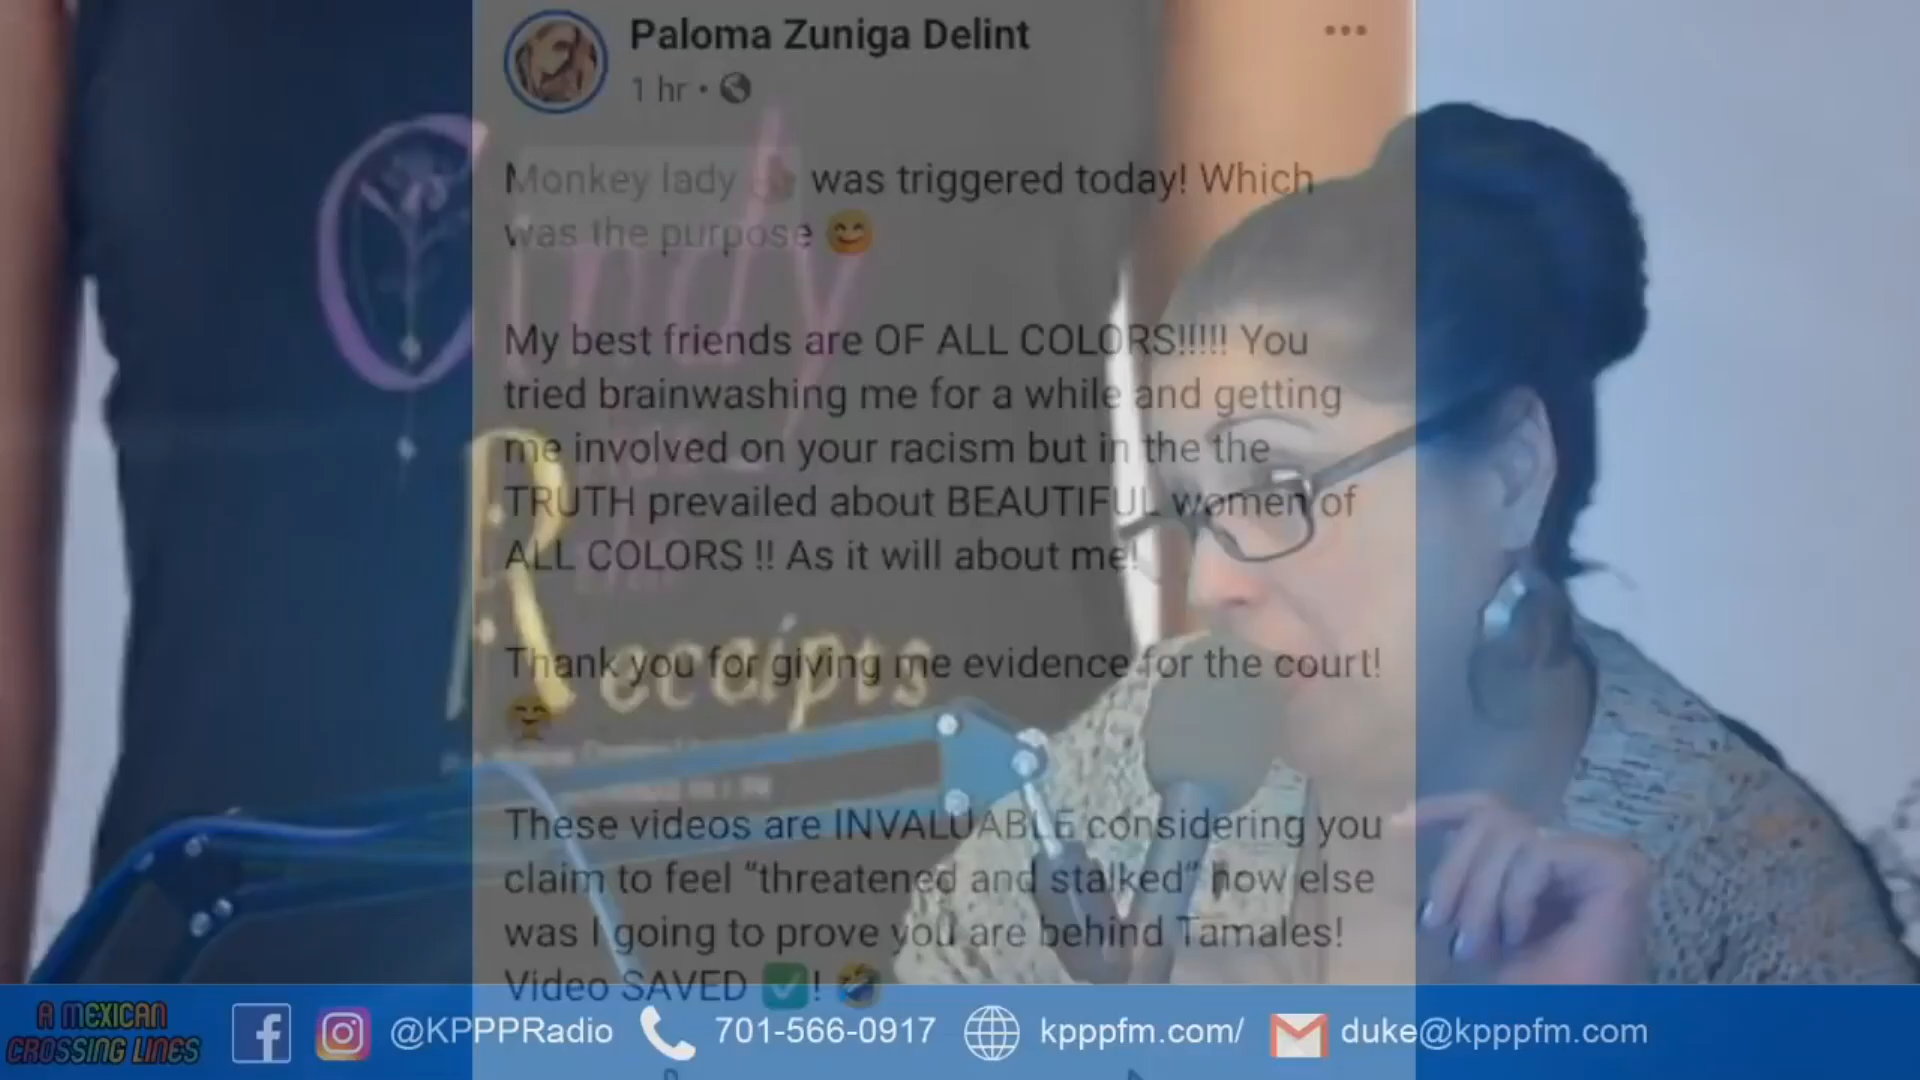 Paloma Zuniga Delint
1 hr
Monkey lady was triggered today! Which
was the purpose
My best friends are OF ALL COLORS!!!!! You
tried brainwashing me for a while and getting
me involved on your racism but in the the
TRUTH prevailed about BEAUTIFUL women of
ALL COLORS !! As it will about me!
Thank you for giving me evidence for the court!
These videos are INVALUABLE considering you
claim to feel “threatened and stalked” how else
was I going to prove you are behind Tamales!
Video SAVED ✅!
Cindy
Receipts
A MEXICAN
CROSSING LINES
@KPPPRadio 701-566-0917 kpppfm.com/ duke@kpppfm.com